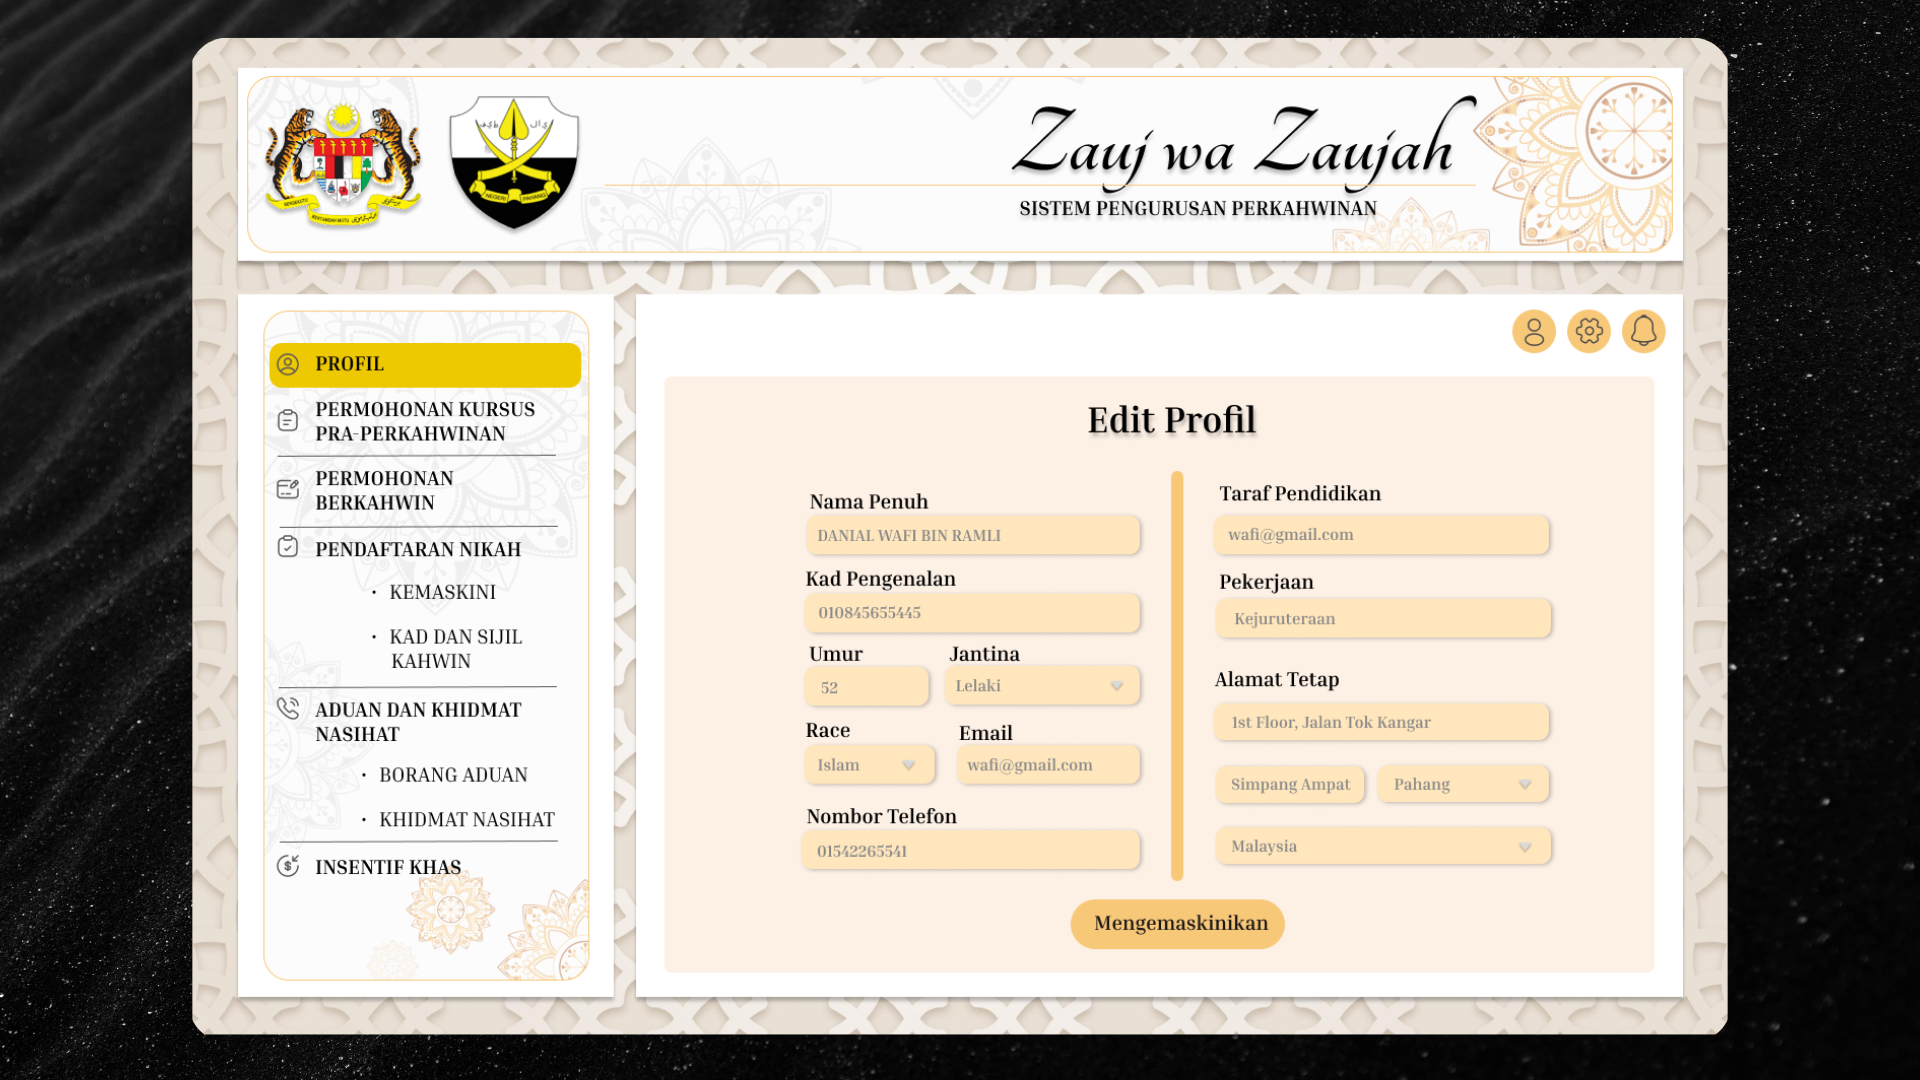 Zauj wa Zaujah
SISTEM PENGURUSAN PERKAHWINAN
NEGERI PAHANG
PROFIL
PERMOHONAN KURSUS
PRA-PERKAHWINAN
PERMOHONAN
BERKAHWIN
PENDAFTARAN NIKAH
· KEMASKINI
· KAD DAN SIJIL
KAHWIN
ADUAN DAN KHIDMAT
NASIHAT
· BORANG ADUAN
· KHIDMAT NASIHAT
INSENTIF KHAS
Edit Profil
Nama Penuh
DANIAL WAFI BIN RAMLI
Kad Pengenalan
010845655445
Umur Jantina
52 Lelaki
Race Email
Islam wafi@gmail.com
Nombor Telefon
01542265541
Taraf Pendidikan
wafi@gmail.com
Pekerjaan
Kejuruteraan
Alamat Tetap
1st Floor, Jalan Tok Kangar
Simpang Ampat Pahang
Malaysia
Mengemaskinikan